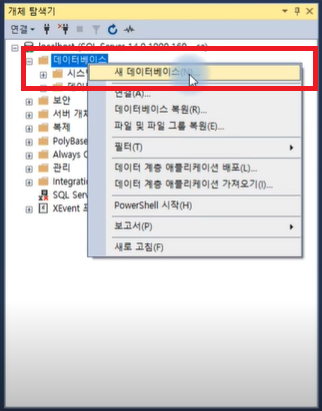 개체 탐색기
연결
localhost (SQL Server 14.0.1000.169
데이터베이스
시스
새 데이터베이스(N)...
연결(A)...
보안
데이터베이스 복원(R)...
서버 개체
파일 및 파일 그룹 복원(E)...
복제
PolyBase
필터(T)
Always O
관리
데이터 계층 애플리케이션 배포(L)...
Integration
데이터 계층 애플리케이션 가져오기(I)...
SQL Serv
PowerShell 시작(H)
XEvent 프
보고서(P)
새로 고침(F)